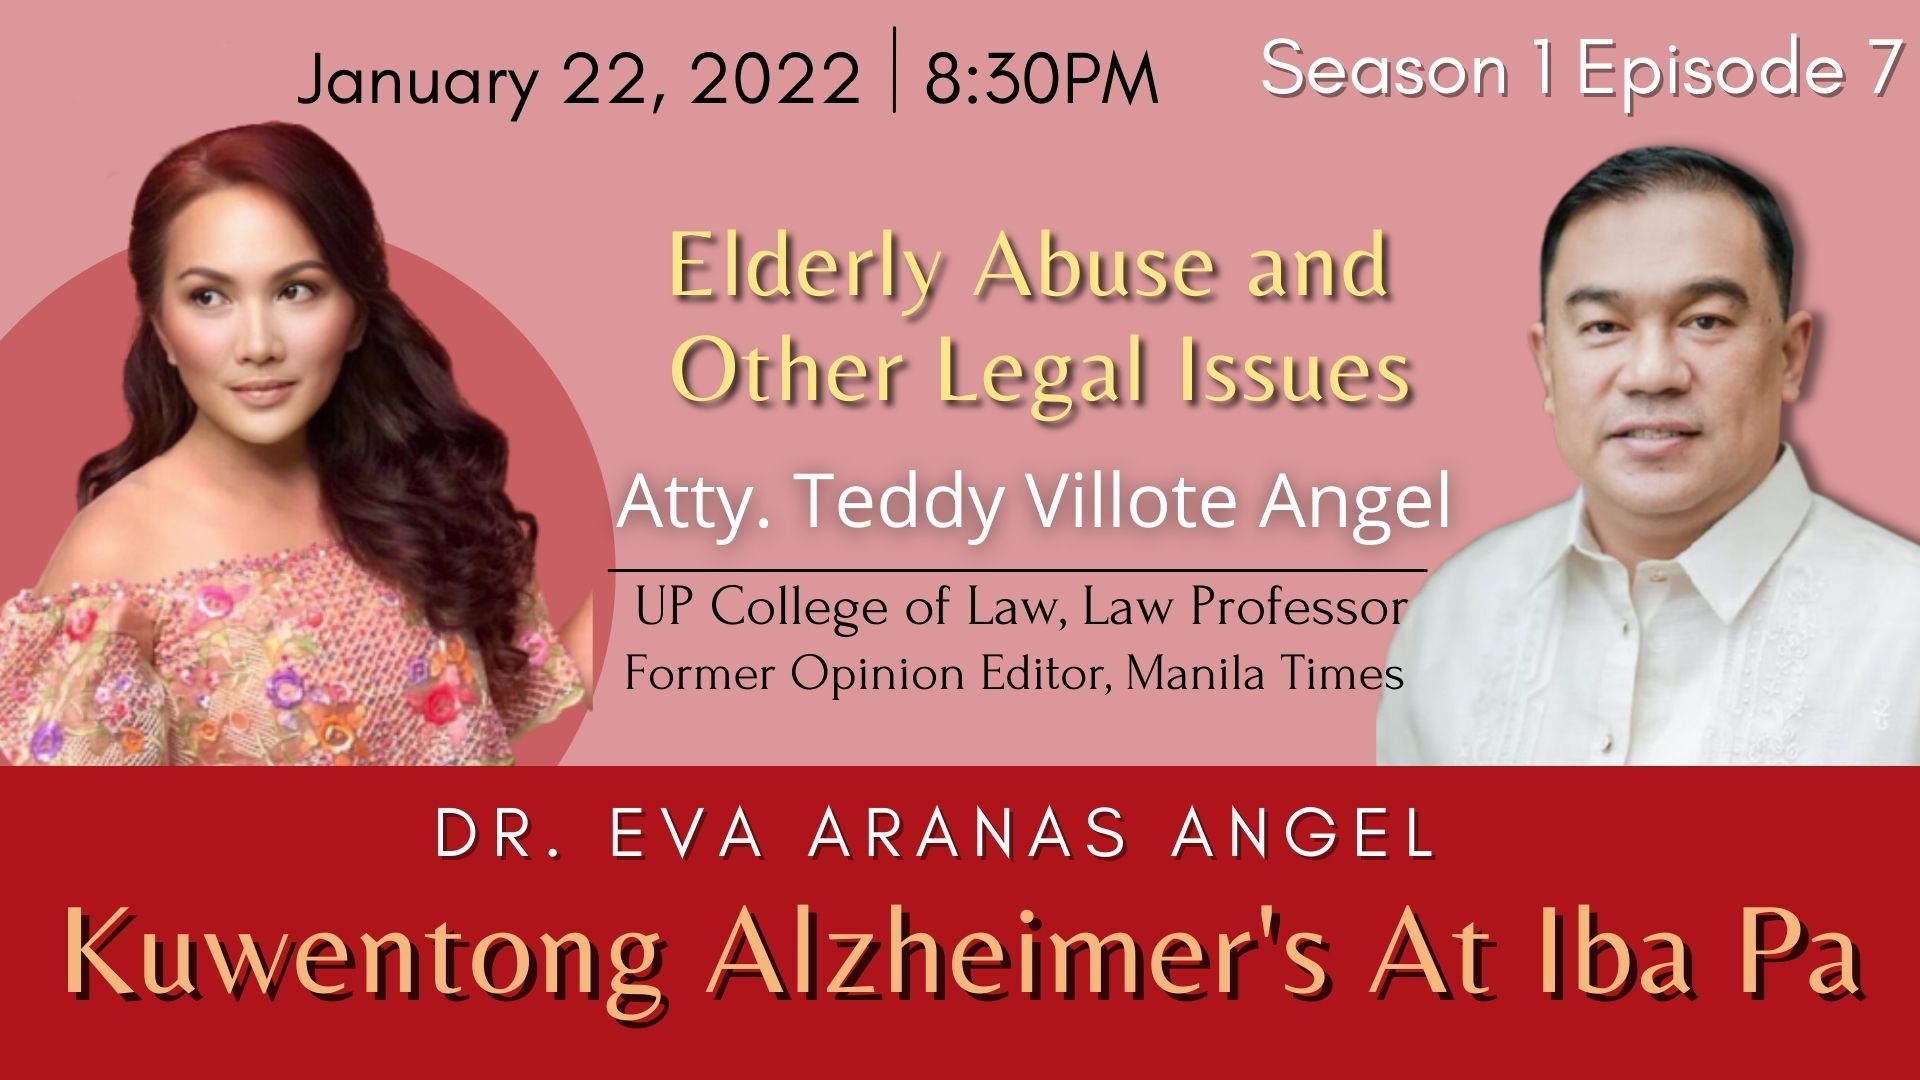 January 22, 2022 | 8:30PM
Season 1 Episode 7
Elderly Abuse and
Other Legal Issues
Atty. Teddy Villote Angel
UP College of Law, Law Professor
Former Opinion Editor, Manila Times
DR. EVA ARANAS ANGEL
Kuwentong Alzheimer's At Iba Pa